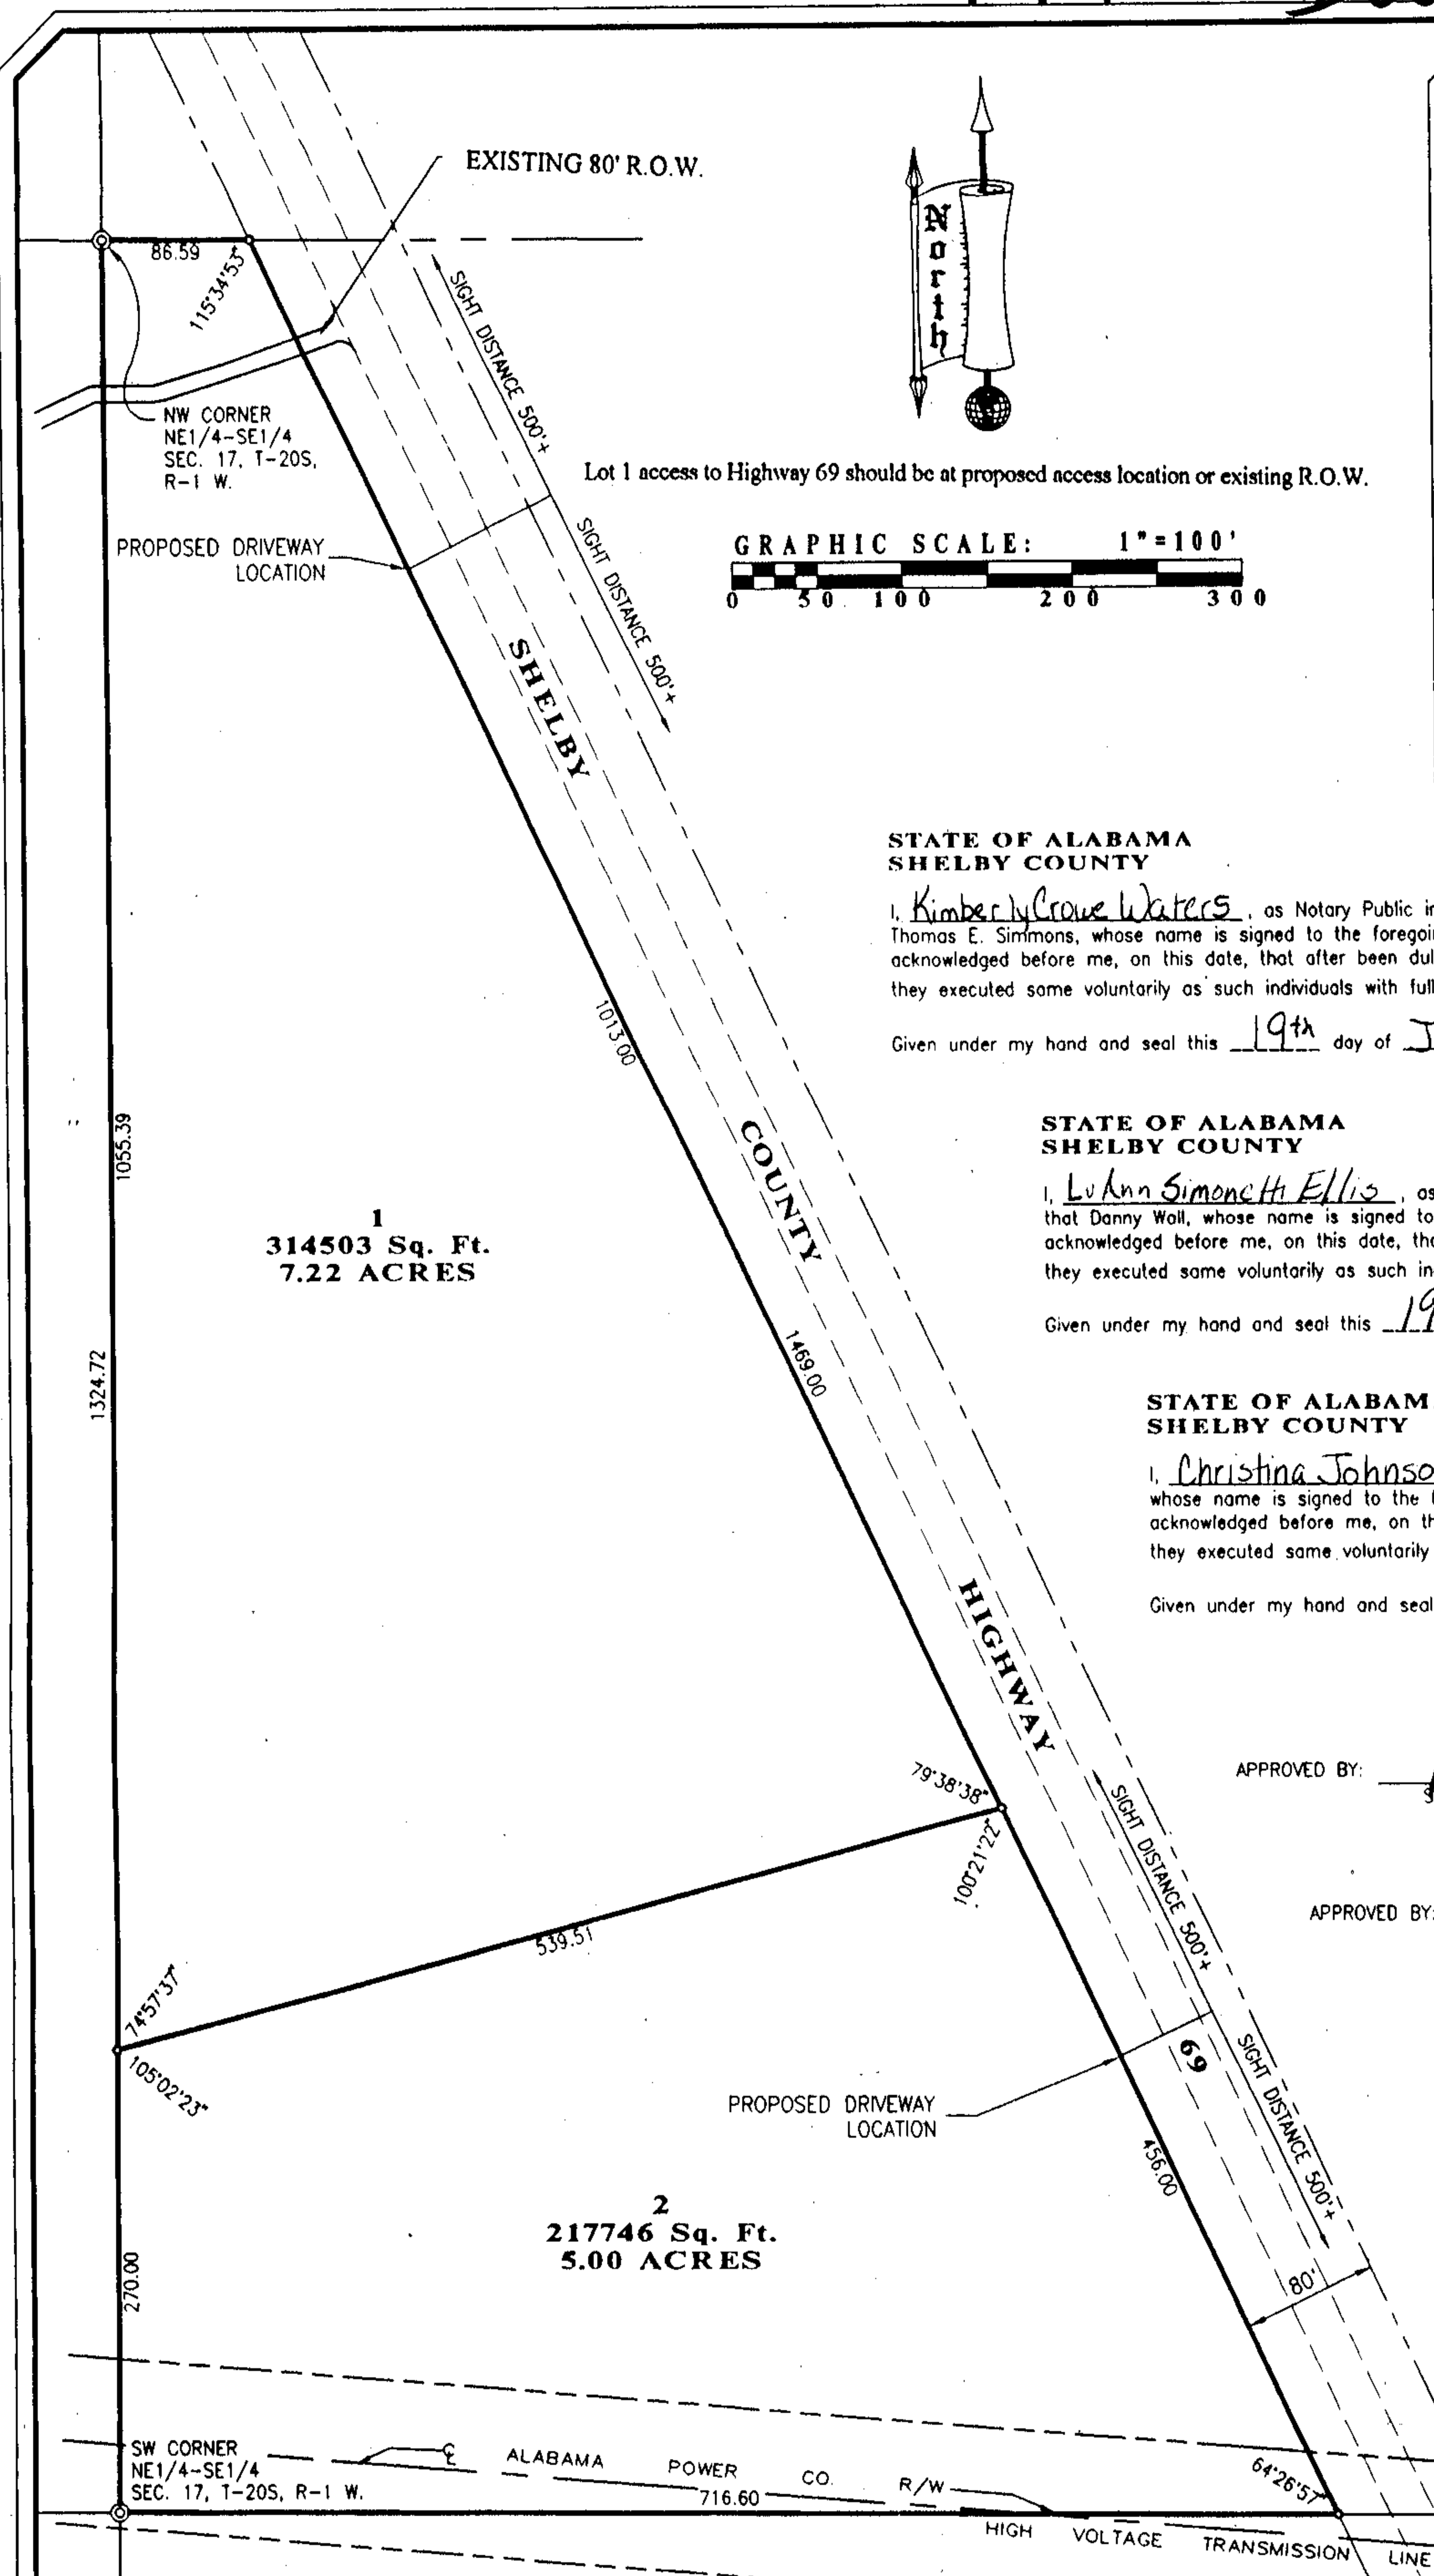 EXISTING 80' R.O.W.
86.59
115°34'53"
North
SIGHT DISTANCE 500'+
NW CORNER
NE1/4-SE1/4
SEC. 17, T-20S,
R-1 W.
Lot 1 access to Highway 69 should be at proposed access location or existing R.O.W.
SIGHT DISTANCE 500'+
PROPOSED DRIVEWAY
LOCATION
GRAPHIC SCALE: 1"=100'
0 50 100 200 300
SHELBY
STATE OF ALABAMA
SHELBY COUNTY
I, Kimberly Crowe Waters, as Notary Public in
Thomas E. Simmons, whose name is signed to the foregoi
acknowledged before me, on this date, that after been dul
they executed same voluntarily as such individuals with full
Given under my hand and seal this 19th day of J
1013.00
1055.39
COUNTY
STATE OF ALABAMA
SHELBY COUNTY
I, LuAnn Simonetti Ellis, as
that Danny Wall, whose name is signed to
acknowledged before me, on this date, tha
they executed same voluntarily as such in
Given under my hand and seal this 19
1
314503 Sq. Ft.
7.22 ACRES
1324.72
1469.00
STATE OF ALABAM
SHELBY COUNTY
I, Christina Johnso
whose name is signed to the f
acknowledged before me, on th
they executed same voluntarily
Given under my hand and seal
HIGHWAY
79°38'38"
APPROVED BY:
100°21'22"
SIGHT DISTANCE 500'+
APPROVED BY:
539.51
74°57'37"
105°02'23"
69
SIGHT DISTANCE 500'+
PROPOSED DRIVEWAY
LOCATION
456.00
2
217746 Sq. Ft.
5.00 ACRES
270.00
80'
SW CORNER
NE1/4-SE1/4
SEC. 17, T-20S, R-1 W.
ALABAMA POWER CO. R/W
716.60
64°26'57"
HIGH VOLTAGE TRANSMISSION LINE